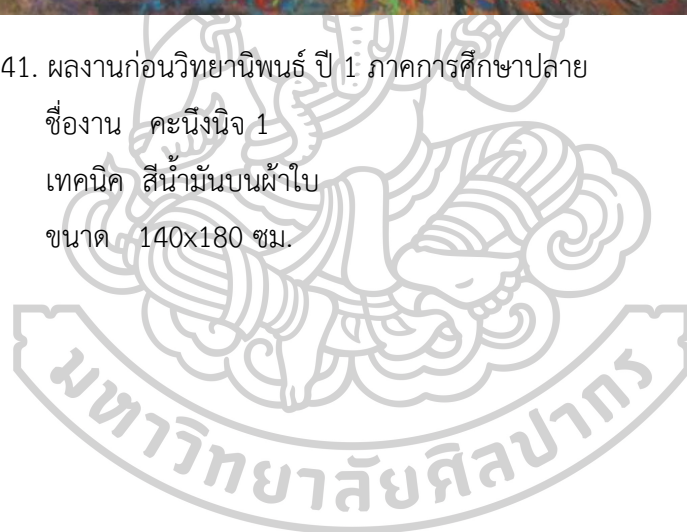 41. ผลงานก่อนวิทยานิพนธ์ ปี 1 ภาคการศึกษาปลาย
ชื่องาน คะนึงนิจ 1
เทคนิค สีน้ำมันบนผ้าใบ
ขนาด 140x180 ซม.
มหาวิทยาลัยศิลปากร